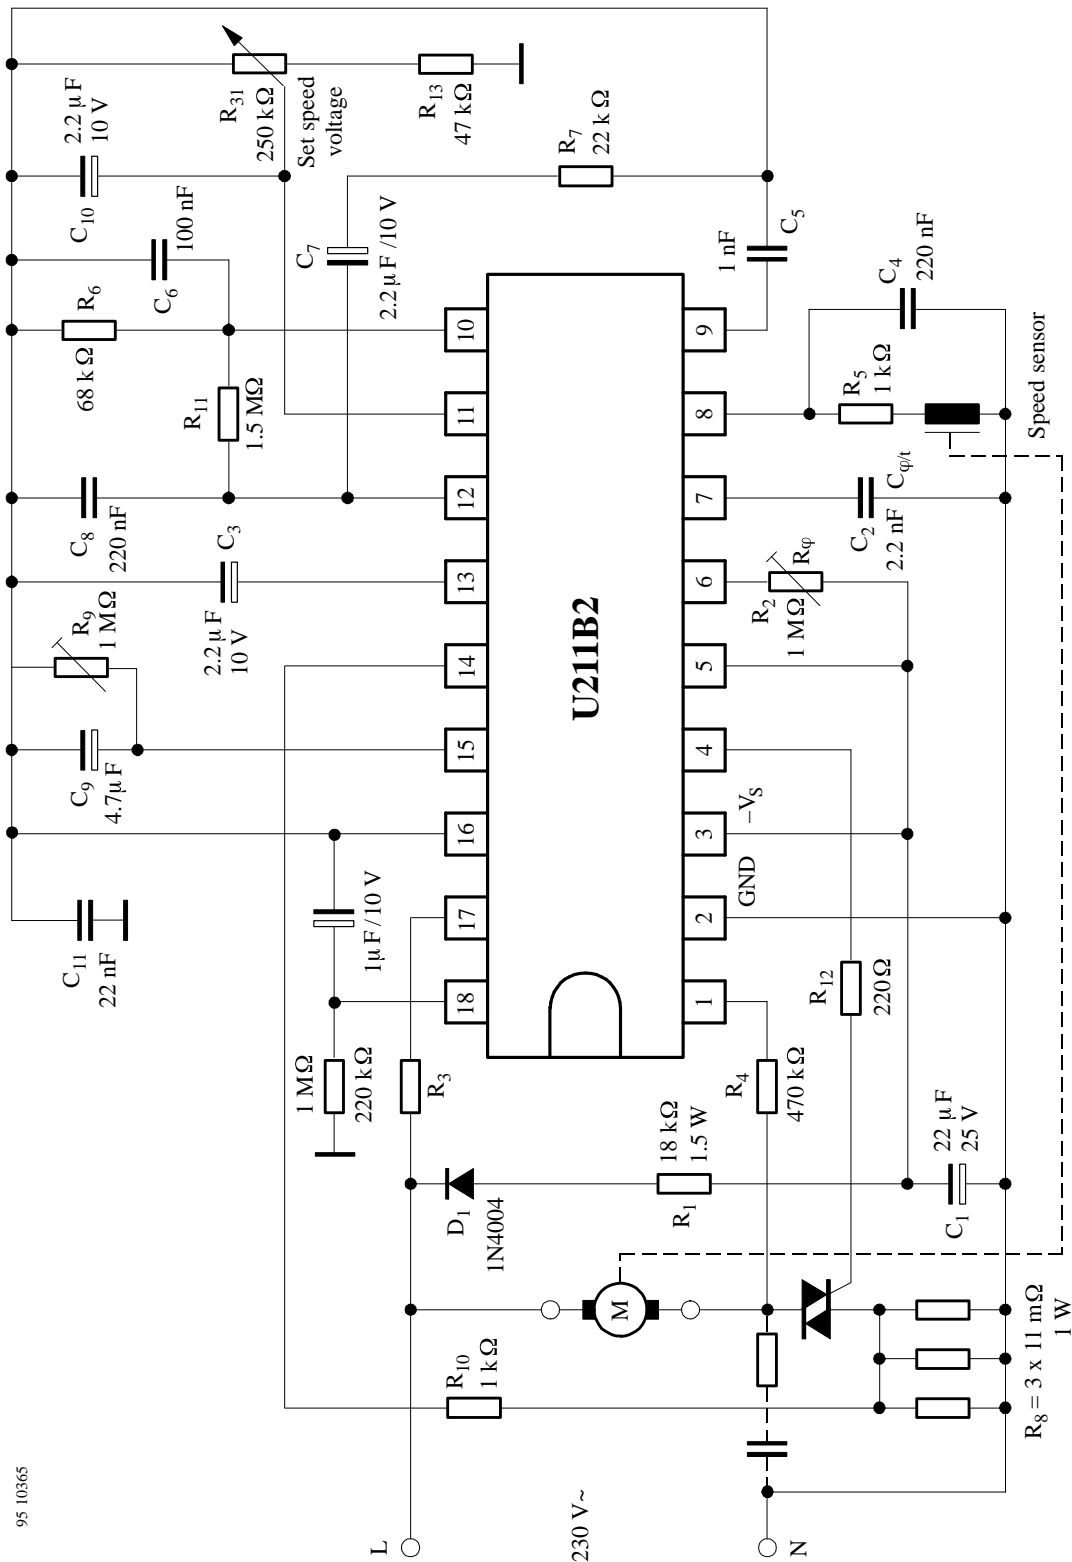 95 10365
L
230 V~
N
R10
1 kΩ
M
R8 = 3 x 11 mΩ
1 W
D1
1N4004
R1
18 kΩ
1.5 W
C1
22 µF
25 V
R3
1 MΩ
220 kΩ
R4
470 kΩ
R12
220 Ω
C11
22 nF
1µF/10 V
GND
–VS
18
17
16
15
14
13
12
11
10
1
2
3
4
5
6
7
8
9
U211B2
C9
4.7µF
R9
1 MΩ
2.2 µF
10 V
C3
C8
220 nF
R11
1.5 MΩ
68 kΩ
R6
C6
100 nF
C10
2.2 µF
10 V
R31
250 kΩ
Set speed
voltage
R13
47 kΩ
C7
2.2 µF /10 V
R7
22 kΩ
1 nF
C5
R2
1 MΩ
Rφ
C2
2.2 nF
Cφ/t
R5
1 kΩ
C4
220 nF
Speed sensor